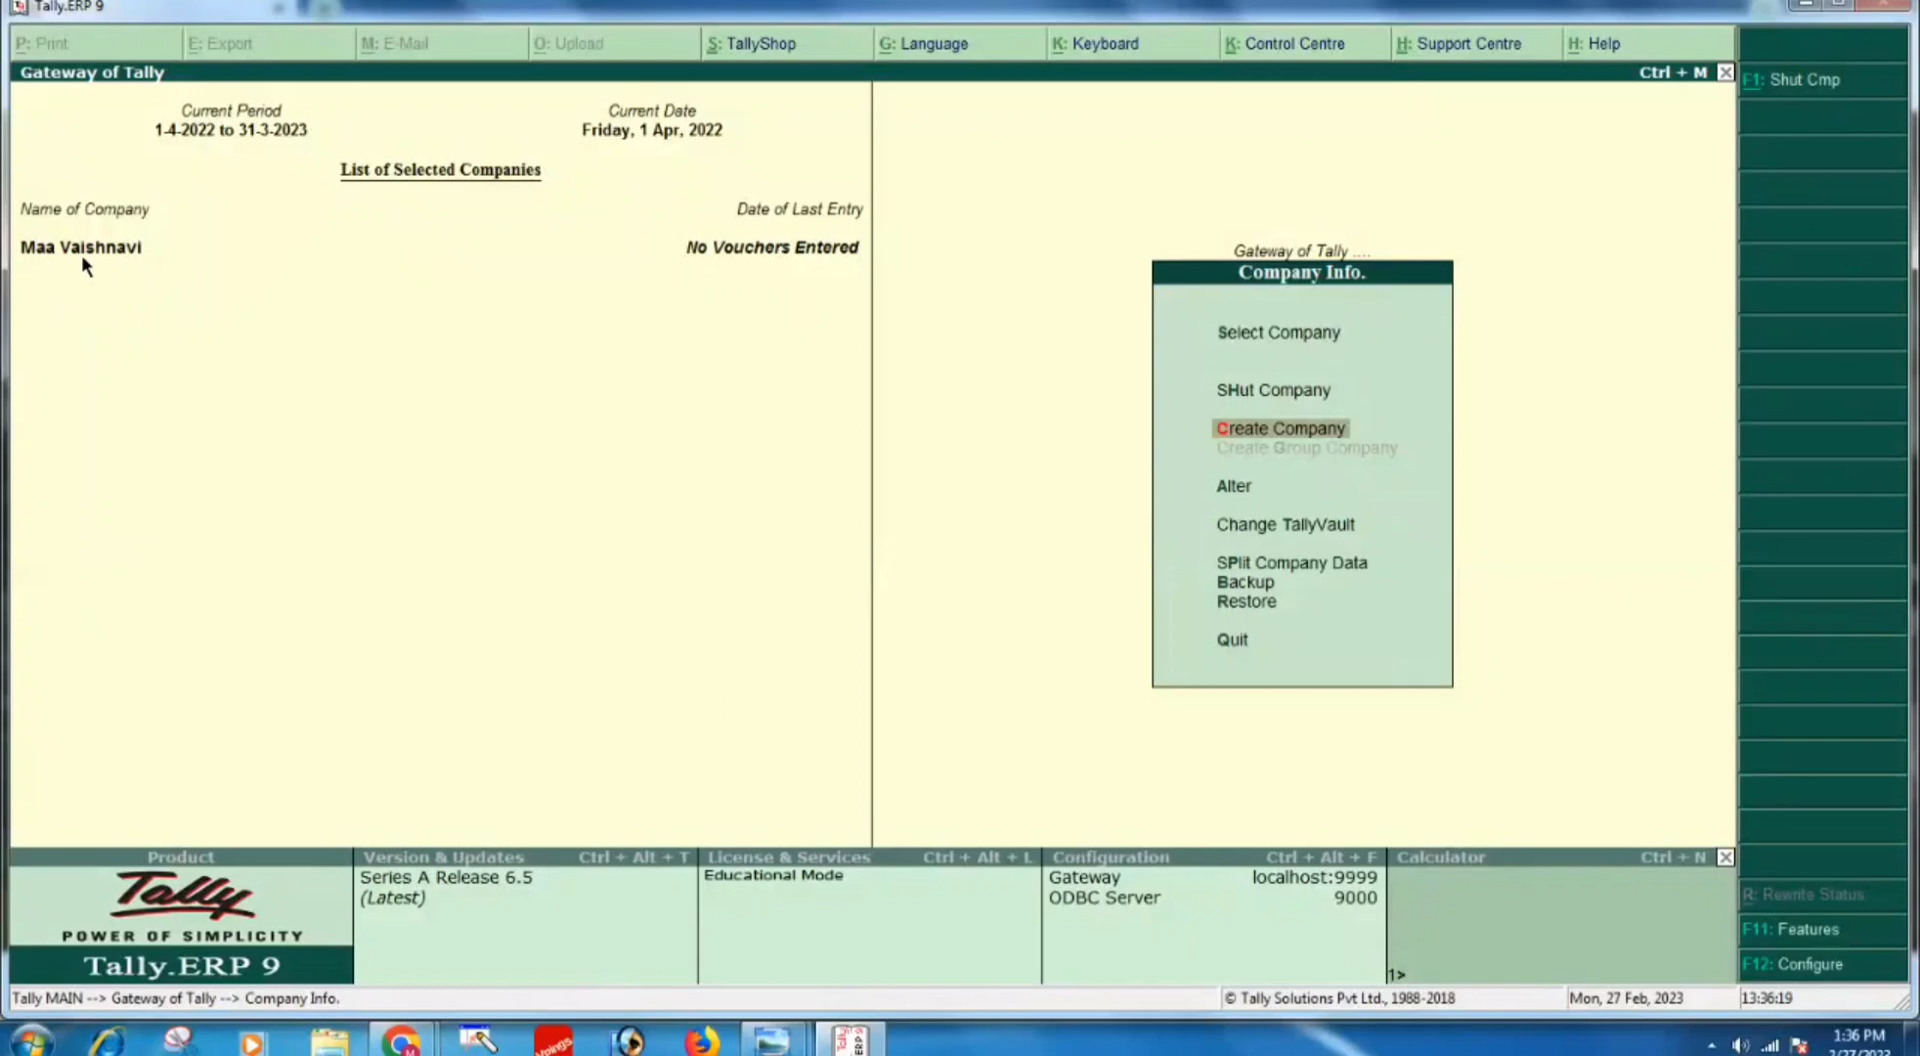 Tally.ERP 9
P: Print
E: Export
M: E-Mail
O: Upload
S: TallyShop
G: Language
K: Keyboard
K: Control Centre
H: Support Centre
H: Help
Gateway of Tally
Ctrl + M
F1: Shut Cmp
Current Period
1-4-2022 to 31-3-2023
Current Date
Friday, 1 Apr, 2022
List of Selected Companies
Name of Company
Date of Last Entry
Maa Vaishnavi
No Vouchers Entered
Gateway of Tally ....
Company Info.
Select Company
SHut Company
Create Company
Create Group Company
Alter
Change TallyVault
SPlit Company Data
Backup
Restore
Quit
Product
Tally
POWER OF SIMPLICITY
Tally.ERP 9
Version & Updates
Ctrl + Alt + T
Series A Release 6.5
(Latest)
License & Services
Ctrl + Alt + L
Educational Mode
Configuration
Ctrl + Alt + F
Gateway
localhost:9999
ODBC Server
9000
Calculator
Ctrl + N
1>
R: Rewrite Status
F11: Features
F12: Configure
Tally MAIN --> Gateway of Tally --> Company Info.
© Tally Solutions Pvt Ltd., 1988-2018
Mon, 27 Feb, 2023
13:36:19
1:36 PM